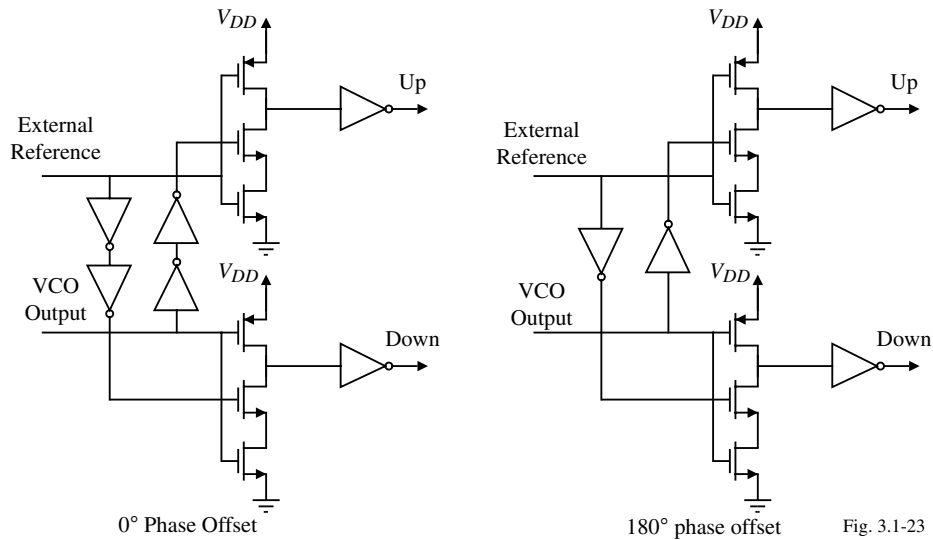 V_DD
Up
External
Reference
V_DD
VCO
Output
Down
0° Phase Offset
V_DD
Up
External
Reference
V_DD
VCO
Output
Down
180° phase offset
Fig. 3.1-23